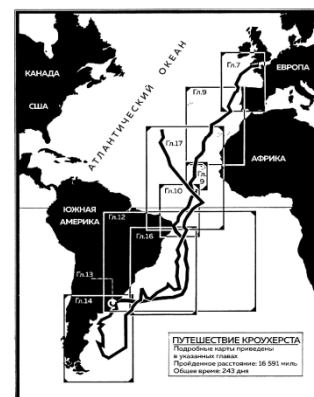 КАНАДА
США
АТЛАНТИЧЕСКИЙ ОКЕАН
ЕВРОПА
АФРИКА
ЮЖНАЯ
АМЕРИКА
Гл.7
Гл.9
Гл.17
Гл.
9
Гл.10
Гл.12
Гл.16
Гл.13
Гл.14
ПУТЕШЕСТВИЕ КРОУХЕРСТА
Подробные карты приведены
в указанных главах
Пройденное расстояние: 16 591 миль
Общее время: 243 дня